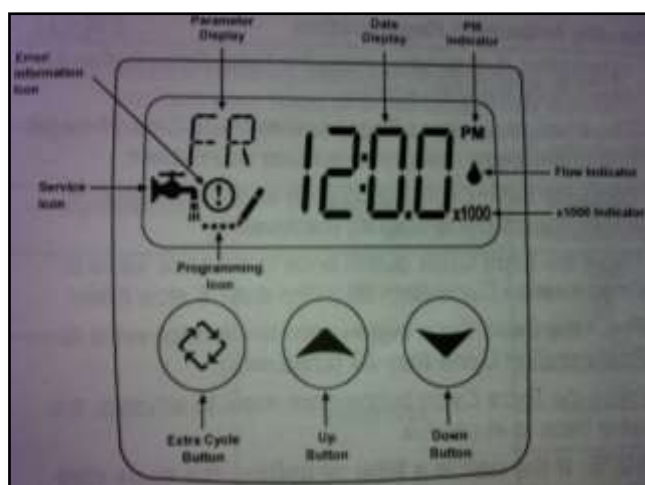 Parameter Display
Data Display
PM Indicator
Error/ Information Icon
FR
12:00.0
PM
Service Icon
Flow Indicator
x1000
x1000 Indicator
Programming Icon
Extra Cycle Button
Up Button
Down Button